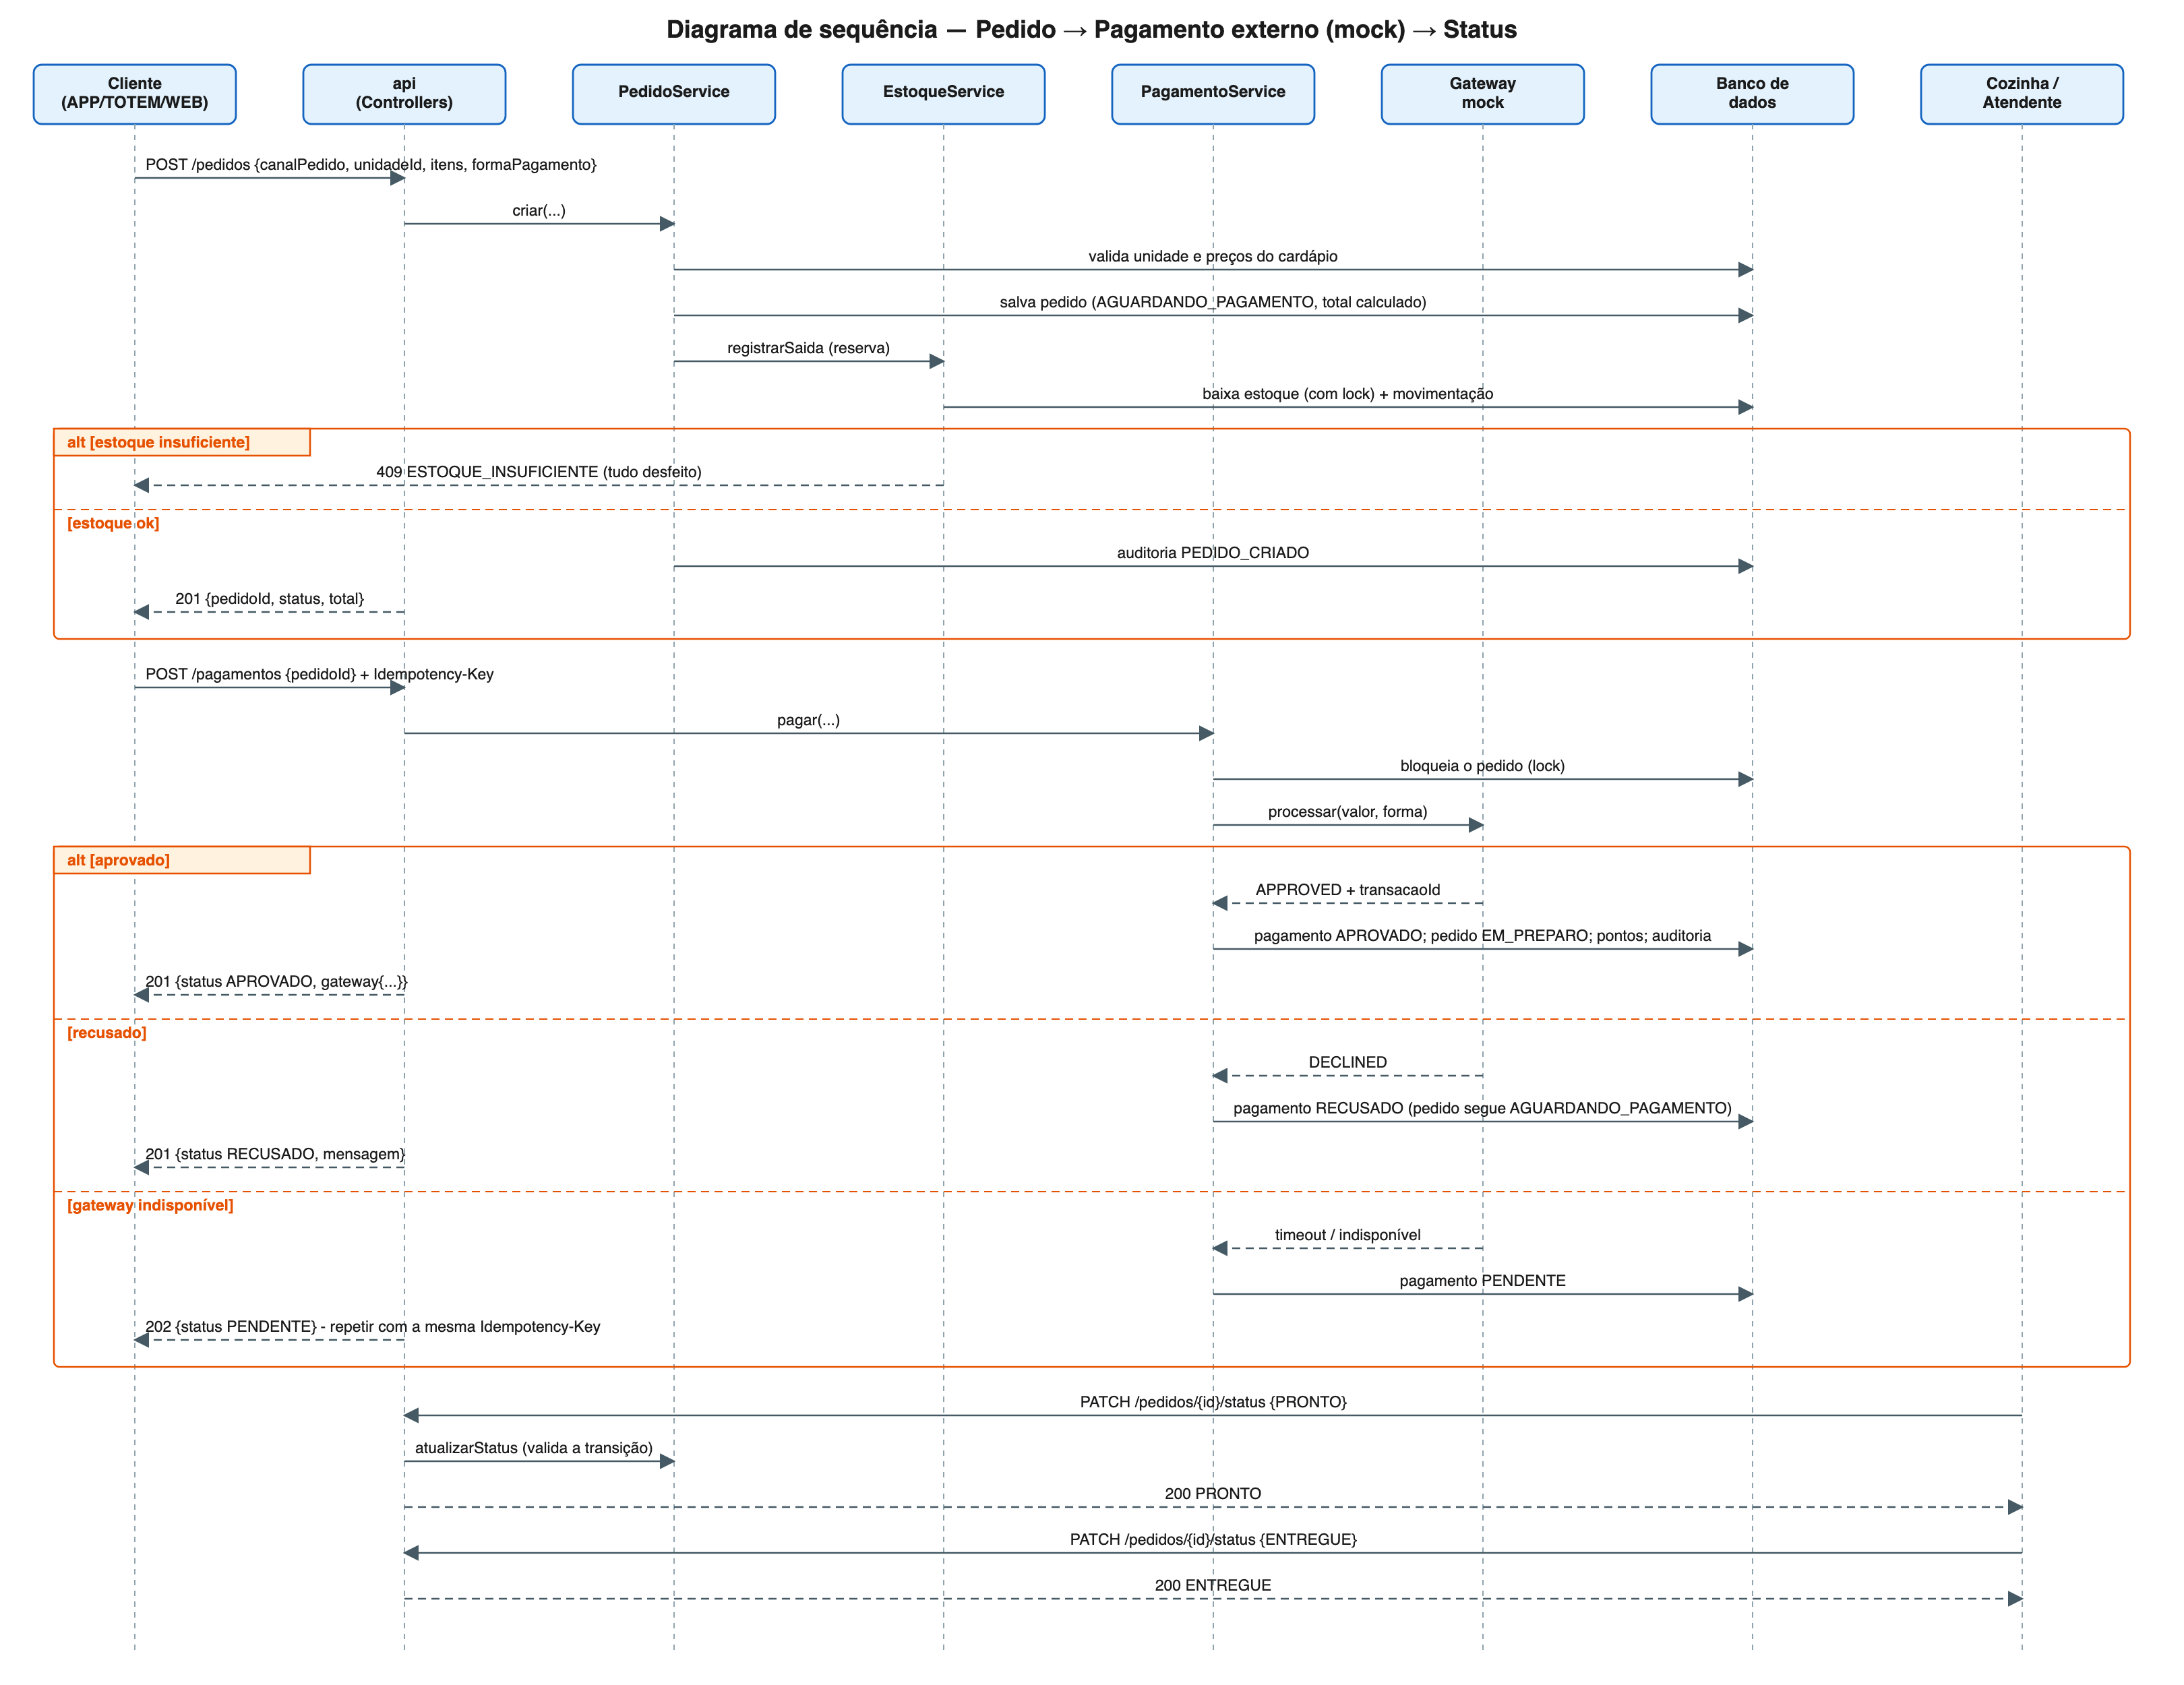 Diagrama de sequência — Pedido → Pagamento externo (mock) → Status
Cliente
(APP/TOTEM/WEB)
api
(Controllers)
PedidoService
EstoqueService
PagamentoService
Gateway
mock
Banco de
dados
Cozinha /
Atendente
POST /pedidos {canalPedido, unidadeId, itens, formaPagamento}
criar(...)
valida unidade e preços do cardápio
salva pedido (AGUARDANDO_PAGAMENTO, total calculado)
registrarSaida (reserva)
baixa estoque (com lock) + movimentação
alt [estoque insuficiente]
409 ESTOQUE_INSUFICIENTE (tudo desfeito)
[estoque ok]
auditoria PEDIDO_CRIADO
201 {pedidoId, status, total}
POST /pagamentos {pedidoId} + Idempotency-Key
pagar(...)
bloqueia o pedido (lock)
processar(valor, forma)
alt [aprovado]
APPROVED + transacaoId
pagamento APROVADO; pedido EM_PREPARO; pontos; auditoria
201 {status APROVADO, gateway{...}}
[recusado]
DECLINED
pagamento RECUSADO (pedido segue AGUARDANDO_PAGAMENTO)
201 {status RECUSADO, mensagem}
[gateway indisponível]
timeout / indisponível
pagamento PENDENTE
202 {status PENDENTE} - repetir com a mesma Idempotency-Key
PATCH /pedidos/{id}/status {PRONTO}
atualizarStatus (valida a transição)
200 PRONTO
PATCH /pedidos/{id}/status {ENTREGUE}
200 ENTREGUE